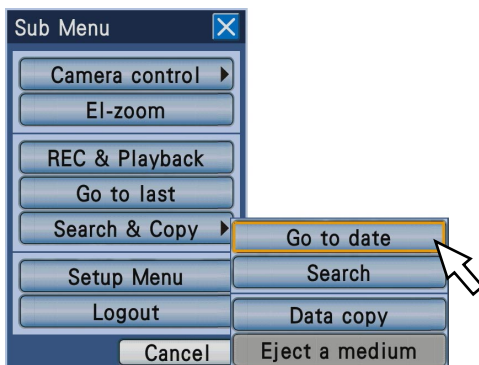 Sub Menu
Camera control
El-zoom
REC & Playback
Go to last
Search & Copy
Go to date
Search
Setup Menu
Logout
Data copy
Cancel
Eject a medium